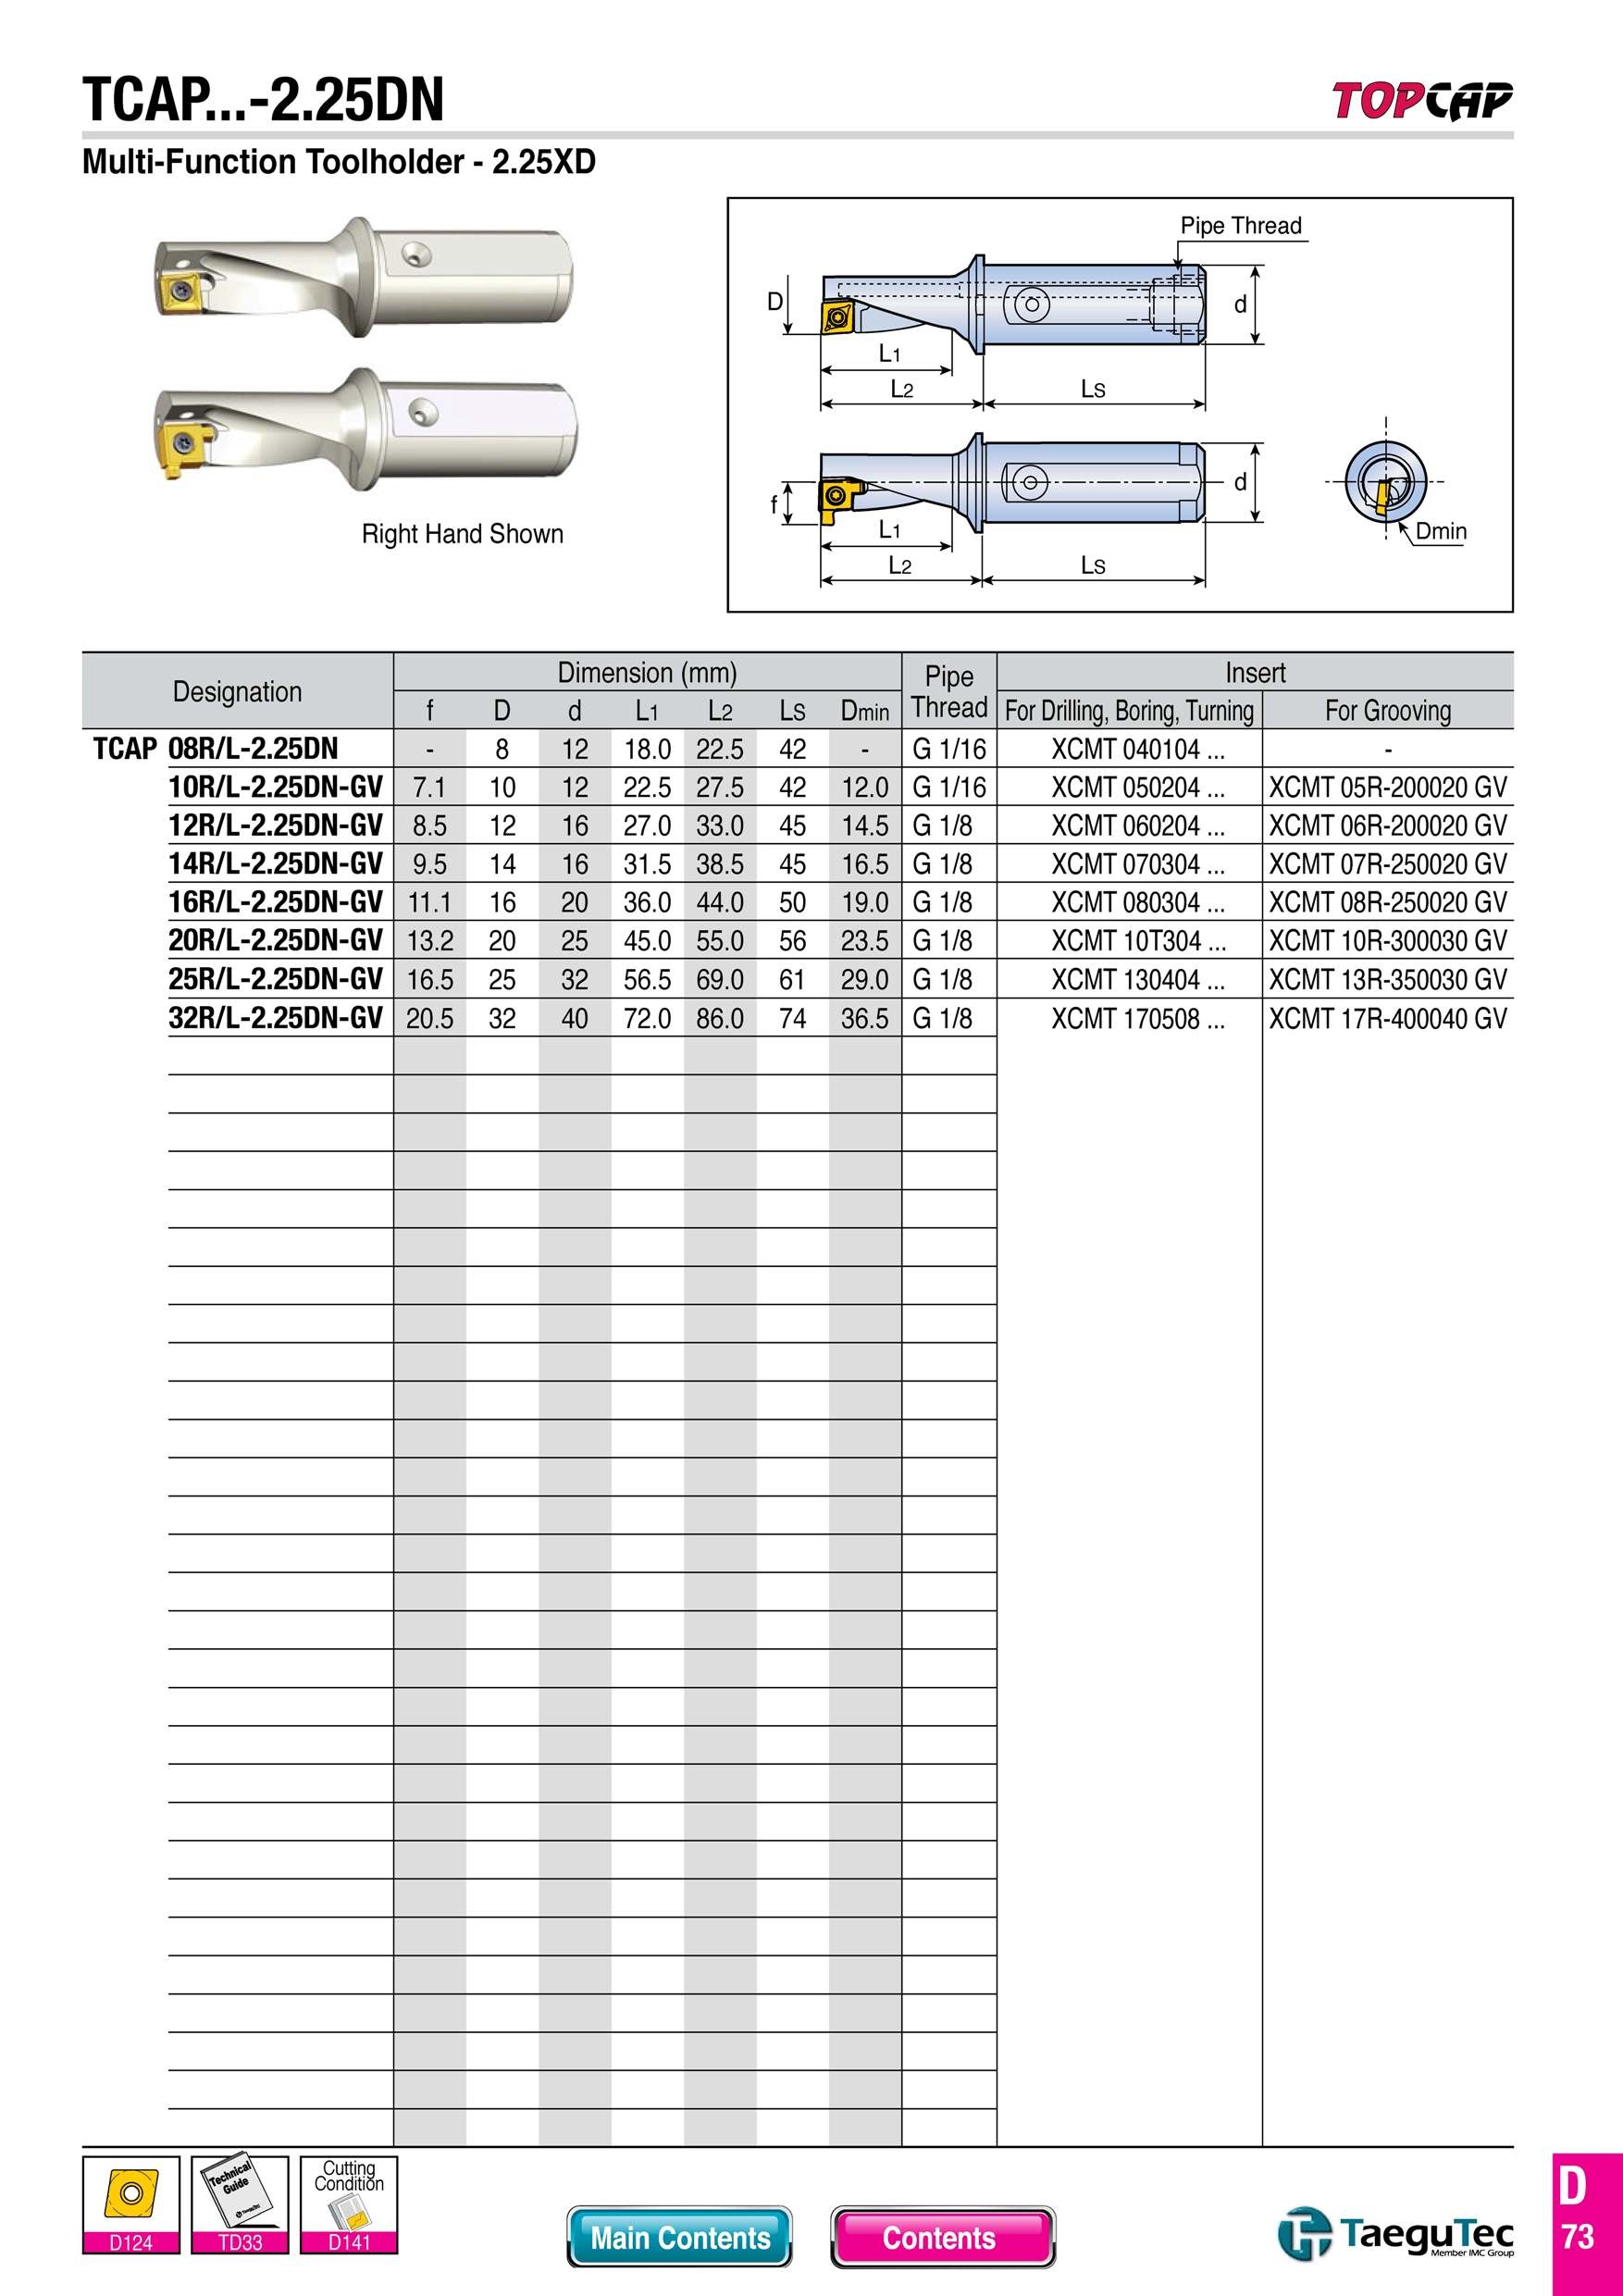 TCAP...-2.25DN
TOPCAP
Multi-Function Toolholder - 2.25XD
Pipe Thread
D
d
L1
L2
LS
f
d
L1
L2
LS
Dmin
Right Hand Shown
Designation Dimension (mm) Pipe Thread Insert
f D d L1 L2 LS Dmin For Drilling, Boring, Turning For Grooving
TCAP 08R/L-2.25DN - 8 12 18.0 22.5 42 - G 1/16 XCMT 040104 ... -
10R/L-2.25DN-GV 7.1 10 12 22.5 27.5 42 12.0 G 1/16 XCMT 050204 ... XCMT 05R-200020 GV
12R/L-2.25DN-GV 8.5 12 16 27.0 33.0 45 14.5 G 1/8 XCMT 060204 ... XCMT 06R-200020 GV
14R/L-2.25DN-GV 9.5 14 16 31.5 38.5 45 16.5 G 1/8 XCMT 070304 ... XCMT 07R-250020 GV
16R/L-2.25DN-GV 11.1 16 20 36.0 44.0 50 19.0 G 1/8 XCMT 080304 ... XCMT 08R-250020 GV
20R/L-2.25DN-GV 13.2 20 25 45.0 55.0 56 23.5 G 1/8 XCMT 10T304 ... XCMT 10R-300030 GV
25R/L-2.25DN-GV 16.5 25 32 56.5 69.0 61 29.0 G 1/8 XCMT 130404 ... XCMT 13R-350030 GV
32R/L-2.25DN-GV 20.5 32 40 72.0 86.0 74 36.5 G 1/8 XCMT 170508 ... XCMT 17R-400040 GV
Technical
Guide
Cutting
Condition
D124
TD33
D141
Main Contents
Contents
TaeguTec
Member IMC Group
D
73